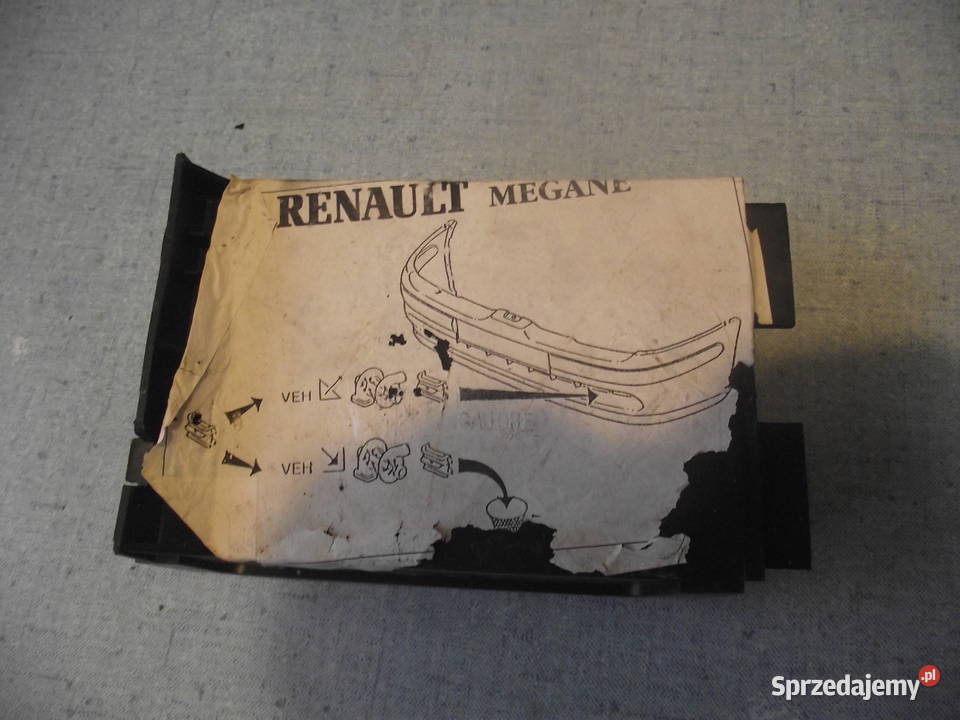 RENAULT MEGANE
VEH
VEH
Sprzedajemy.pl